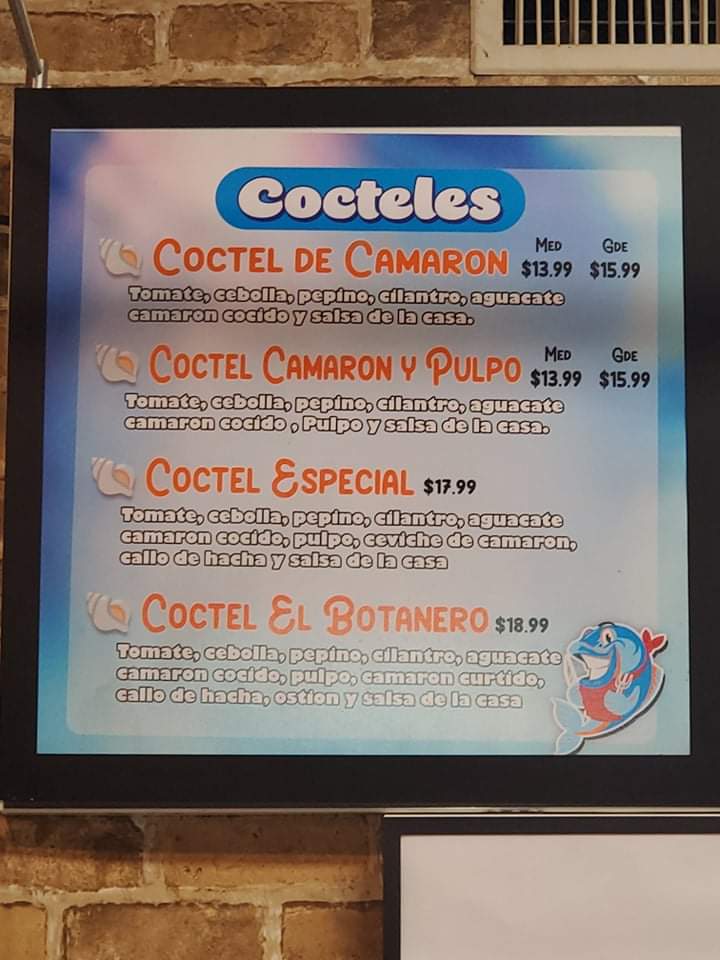 Cocteles
COCTEL DE CAMARON MED GDE
$13.99 $15.99
Tomate, cebolla, pepino, cilantro, aguacate
camaron cocido y salsa de la casa.
COCTEL CAMARON Y PULPO MED GDE
$13.99 $15.99
Tomate, cebolla, pepino, cilantro, aguacate
camaron cocido , Pulpo y salsa de la casa.
COCTEL ESPECIAL $17.99
Tomate, cebolla, pepino, cilantro, aguacate
camaron cocido, pulpo, ceviche de camaron,
callo de hacha y salsa de la casa
COCTEL EL BOTANERO $18.99
Tomate, cebolla, pepino, cilantro, aguacate
camaron cocido, pulpo, camaron curtido,
callo de hacha, ostion y salsa de la casa